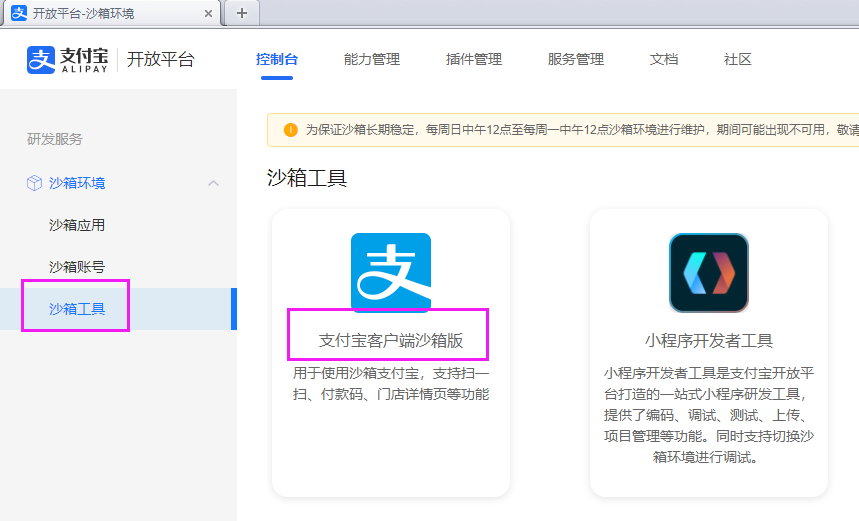 开放平台-沙箱环境
支付宝
ALIPAY
开放平台
控制台
能力管理
插件管理
服务管理
文档
社区
研发服务
沙箱环境
沙箱应用
沙箱账号
沙箱工具
为保证沙箱长期稳定，每周日中午12点至每周一中午12点沙箱环境进行维护，期间可能出现不可用，敬请
沙箱工具
支
支付宝客户端沙箱版
用于使用沙箱支付宝，支持扫一
扫、付款码、门店详情页等功能
小程序开发者工具
小程序开发者工具是支付宝开放平
台打造的一站式小程序研发工具，
提供了编码、调试、测试、上传、
项目管理等功能。同时支持切换沙
箱环境进行调试。